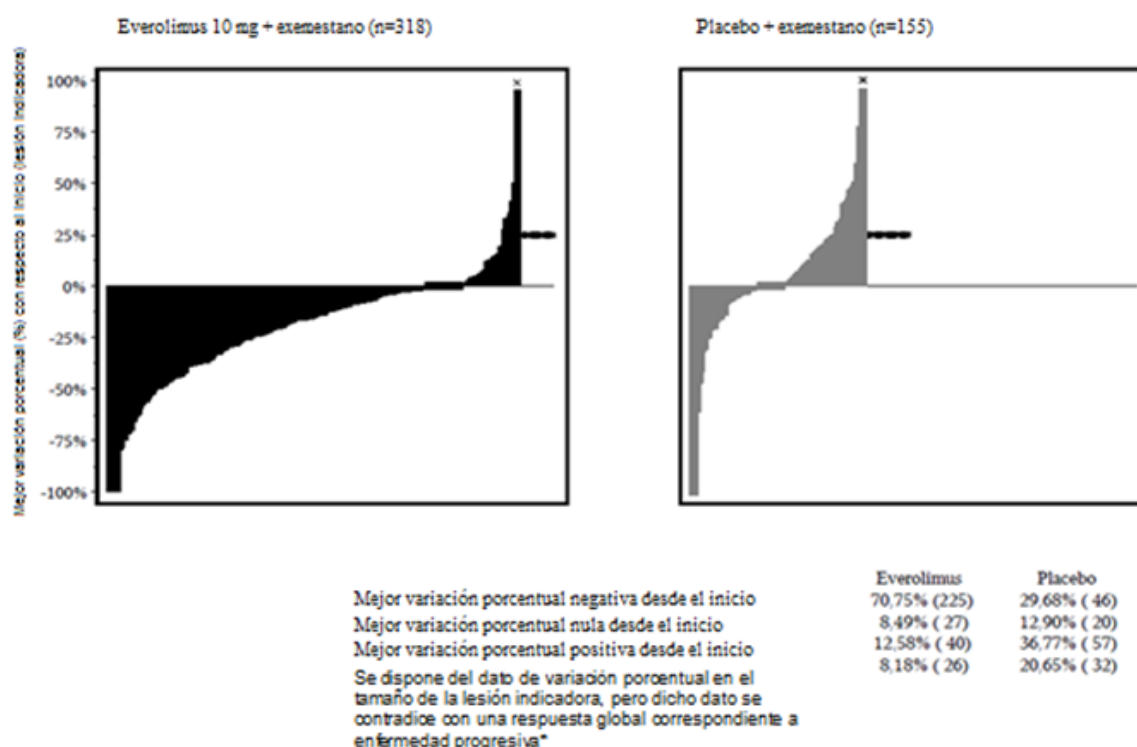 Everolimus 10 mg + exemestano (n=318)
Placebo + exemestano (n=155)
Mejor variación porcentual (%) con respecto al inicio (lesión indicadora)
100%
75%
50%
25%
0%
-25%
-50%
-75%
-100%
Everolimus Placebo
Mejor variación porcentual negativa desde el inicio 70,75% (225) 29,68% ( 46)
Mejor variación porcentual nula desde el inicio 8,49% ( 27) 12,90% ( 20)
Mejor variación porcentual positiva desde el inicio 12,58% ( 40) 36,77% ( 57)
8,18% ( 26) 20,65% ( 32)
Se dispone del dato de variación porcentual en el
tamaño de la lesión indicadora, pero dicho dato se
contradice con una respuesta global correspondiente a
enfermedad progresiva*